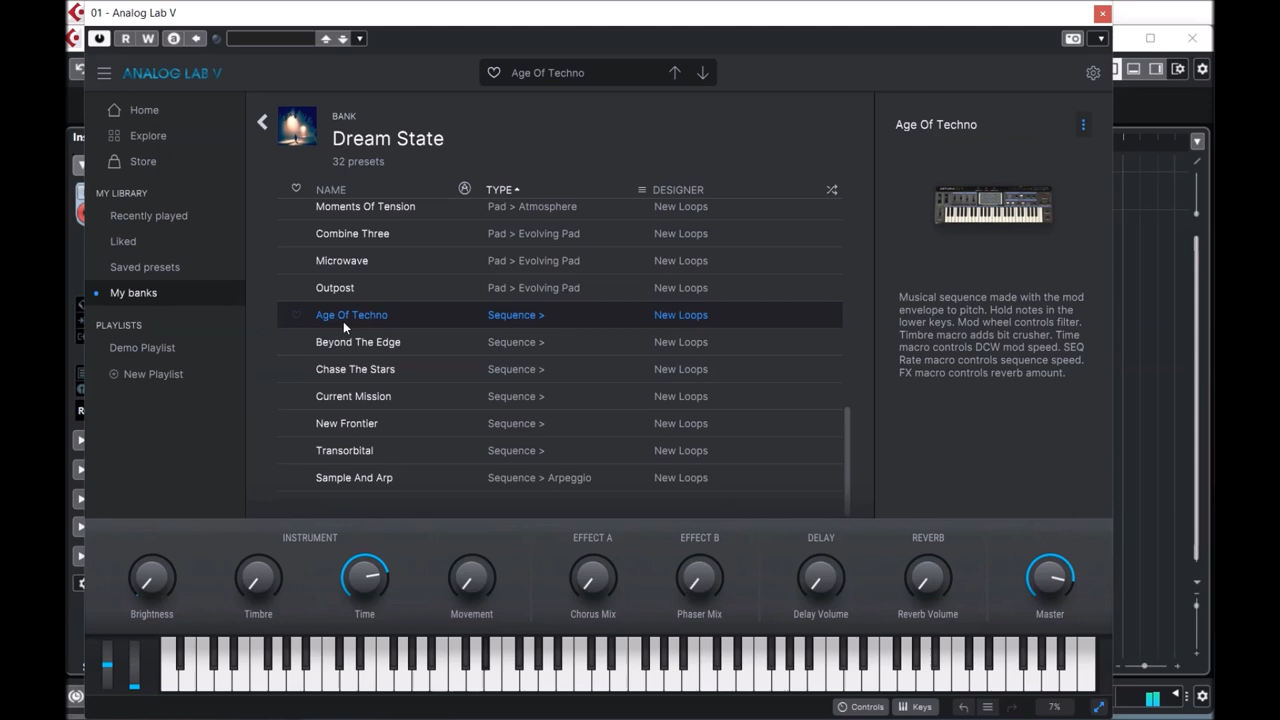 01 - Analog Lab V
R W
ANALOG LAB V
Age Of Techno
Home
Explore
Store
MY LIBRARY
Recently played
Liked
Saved presets
My banks
PLAYLISTS
Demo Playlist
New Playlist
BANK
Dream State
32 presets
NAME TYPE DESIGNER
Moments Of Tension Pad > Atmosphere New Loops
Combine Three Pad > Evolving Pad New Loops
Microwave Pad > Evolving Pad New Loops
Outpost Pad > Evolving Pad New Loops
Age Of Techno Sequence > New Loops
Beyond The Edge Sequence > New Loops
Chase The Stars Sequence > New Loops
Current Mission Sequence > New Loops
New Frontier Sequence > New Loops
Transorbital Sequence > New Loops
Sample And Arp Sequence > Arpeggio New Loops
Age Of Techno
Musical sequence made with the mod
envelope to pitch. Hold notes in the
lower keys. Mod wheel controls filter.
Timbre macro adds bit crusher. Time
macro controls DCW mod speed. SEQ
Rate macro controls sequence speed.
FX macro controls reverb amount.
INSTRUMENT EFFECT A EFFECT B DELAY REVERB
Brightness Timbre Time Movement Chorus Mix Phaser Mix Delay Volume Reverb Volume Master
Controls Keys 7%